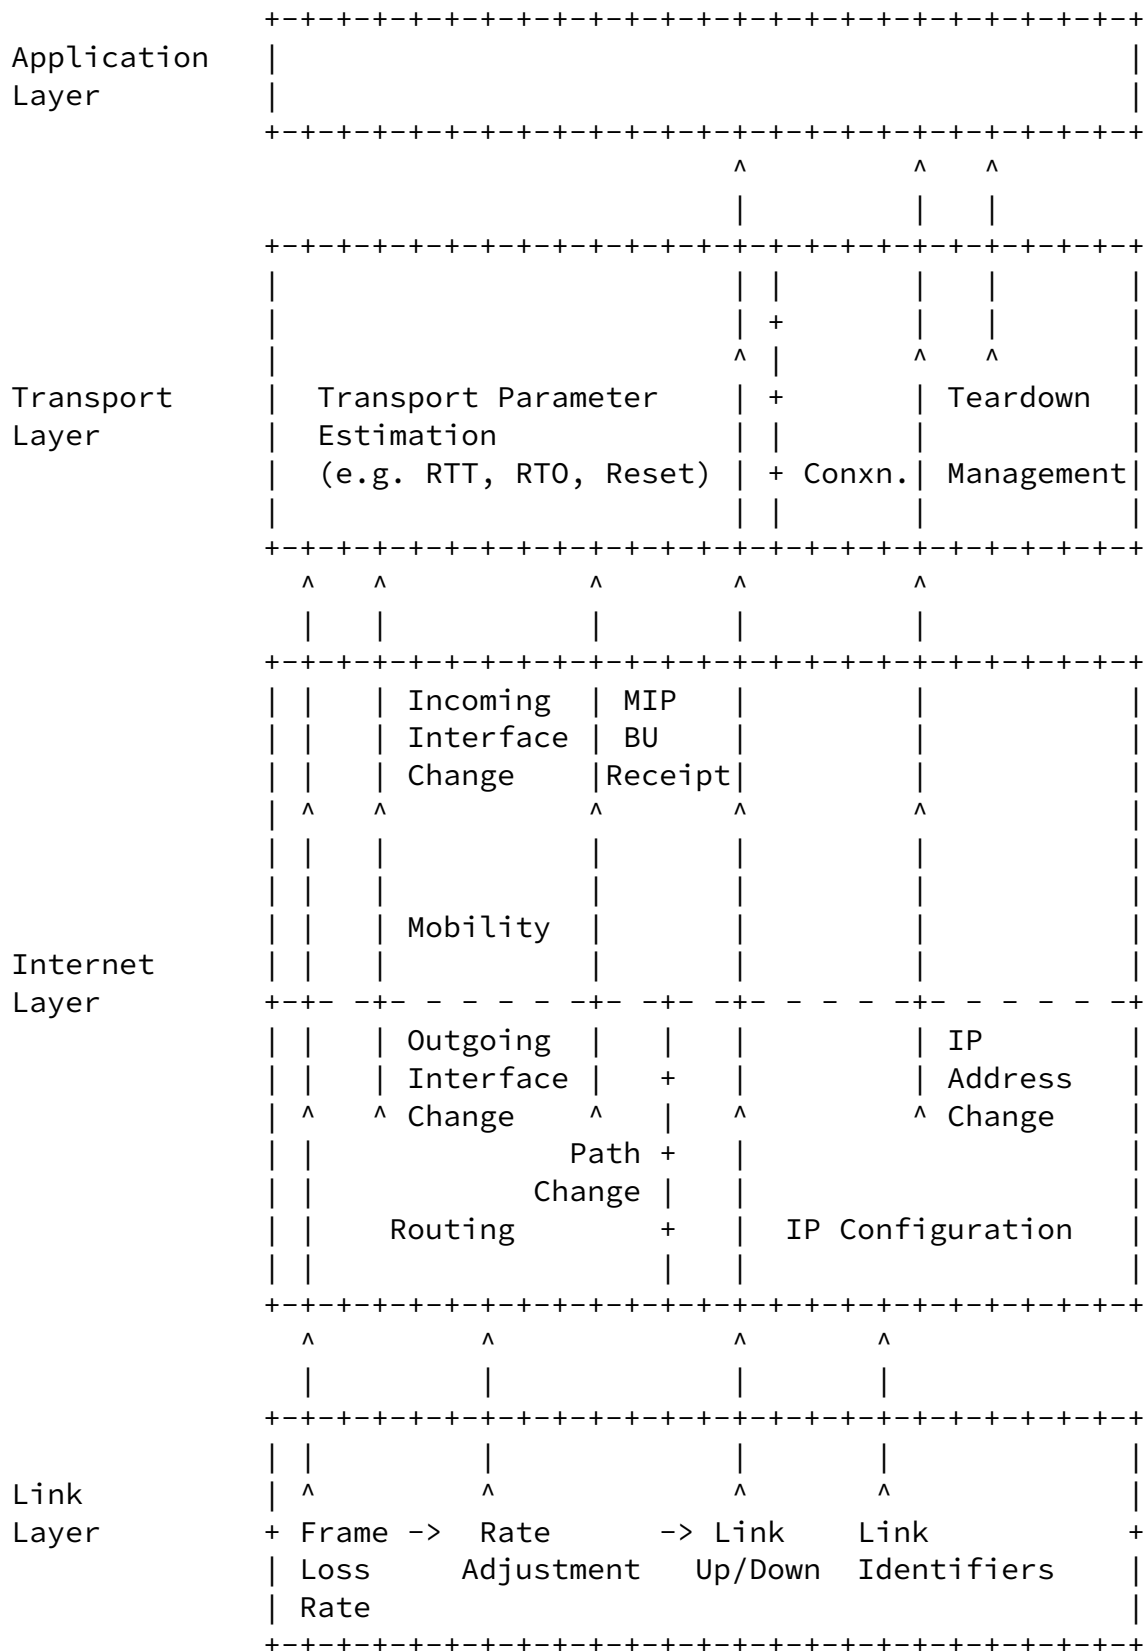 +-+-+-+-+-+-+-+-+-+-+-+-+-+-+-+-+-+-+-+-+-+-+-+-+
Application   |                                               |
Layer         |                                               |
              +-+-+-+-+-+-+-+-+-+-+-+-+-+-+-+-+-+-+-+-+-+-+-+-+
                                        ^         ^   ^
                                        |         |   |
              +-+-+-+-+-+-+-+-+-+-+-+-+-+-+-+-+-+-+-+-+-+-+-+-+
              |                         | |       |   |       |
              |                         | +       |   |       |
              |                         ^ |       ^   ^       |
Transport     |  Transport Parameter    | +       | Teardown  |
Layer         |  Estimation             | |       |           |
              |  (e.g. RTT, RTO, Reset) | + Conxn.| Management|
              |                         | |       |           |
              +-+-+-+-+-+-+-+-+-+-+-+-+-+-+-+-+-+-+-+-+-+-+-+-+
                ^   ^           ^       ^         ^
                |   |           |       |         |
              +-+-+-+-+-+-+-+-+-+-+-+-+-+-+-+-+-+-+-+-+-+-+-+-+
              | |   | Incoming  | MIP   |         |           |
              | |   | Interface | BU    |         |           |
              | |   | Change    |Receipt|         |           |
              | ^   ^           ^       ^         ^           |
              | |   |           |       |         |           |
              | |   |           |       |         |           |
              | |   | Mobility  |       |         |           |
Internet      | |   |           |       |         |           |
Layer         +-+- -+- - - - - -+- -+- -+- - - - -+- - - - - -+
              | |   | Outgoing  |   |   |         | IP        |
              | |   | Interface |   +   |         | Address   |
              | ^   ^ Change    ^   |   ^         ^ Change    |
              | |              Path +   |                     |
              | |            Change |   |                     |
              | |    Routing        +   |  IP Configuration   |
              | |                   |   |                     |
              +-+-+-+-+-+-+-+-+-+-+-+-+-+-+-+-+-+-+-+-+-+-+-+-+
                ^         ^             ^       ^
                |         |             |       |
              +-+-+-+-+-+-+-+-+-+-+-+-+-+-+-+-+-+-+-+-+-+-+-+-+
              | |         |             |       |             |
Link          | ^         ^             ^       ^             |
Layer         + Frame ->  Rate      -> Link    Link           +
              | Loss     Adjustment   Up/Down  Identifiers    |
              | Rate                                          |
              +-+-+-+-+-+-+-+-+-+-+-+-+-+-+-+-+-+-+-+-+-+-+-+-+